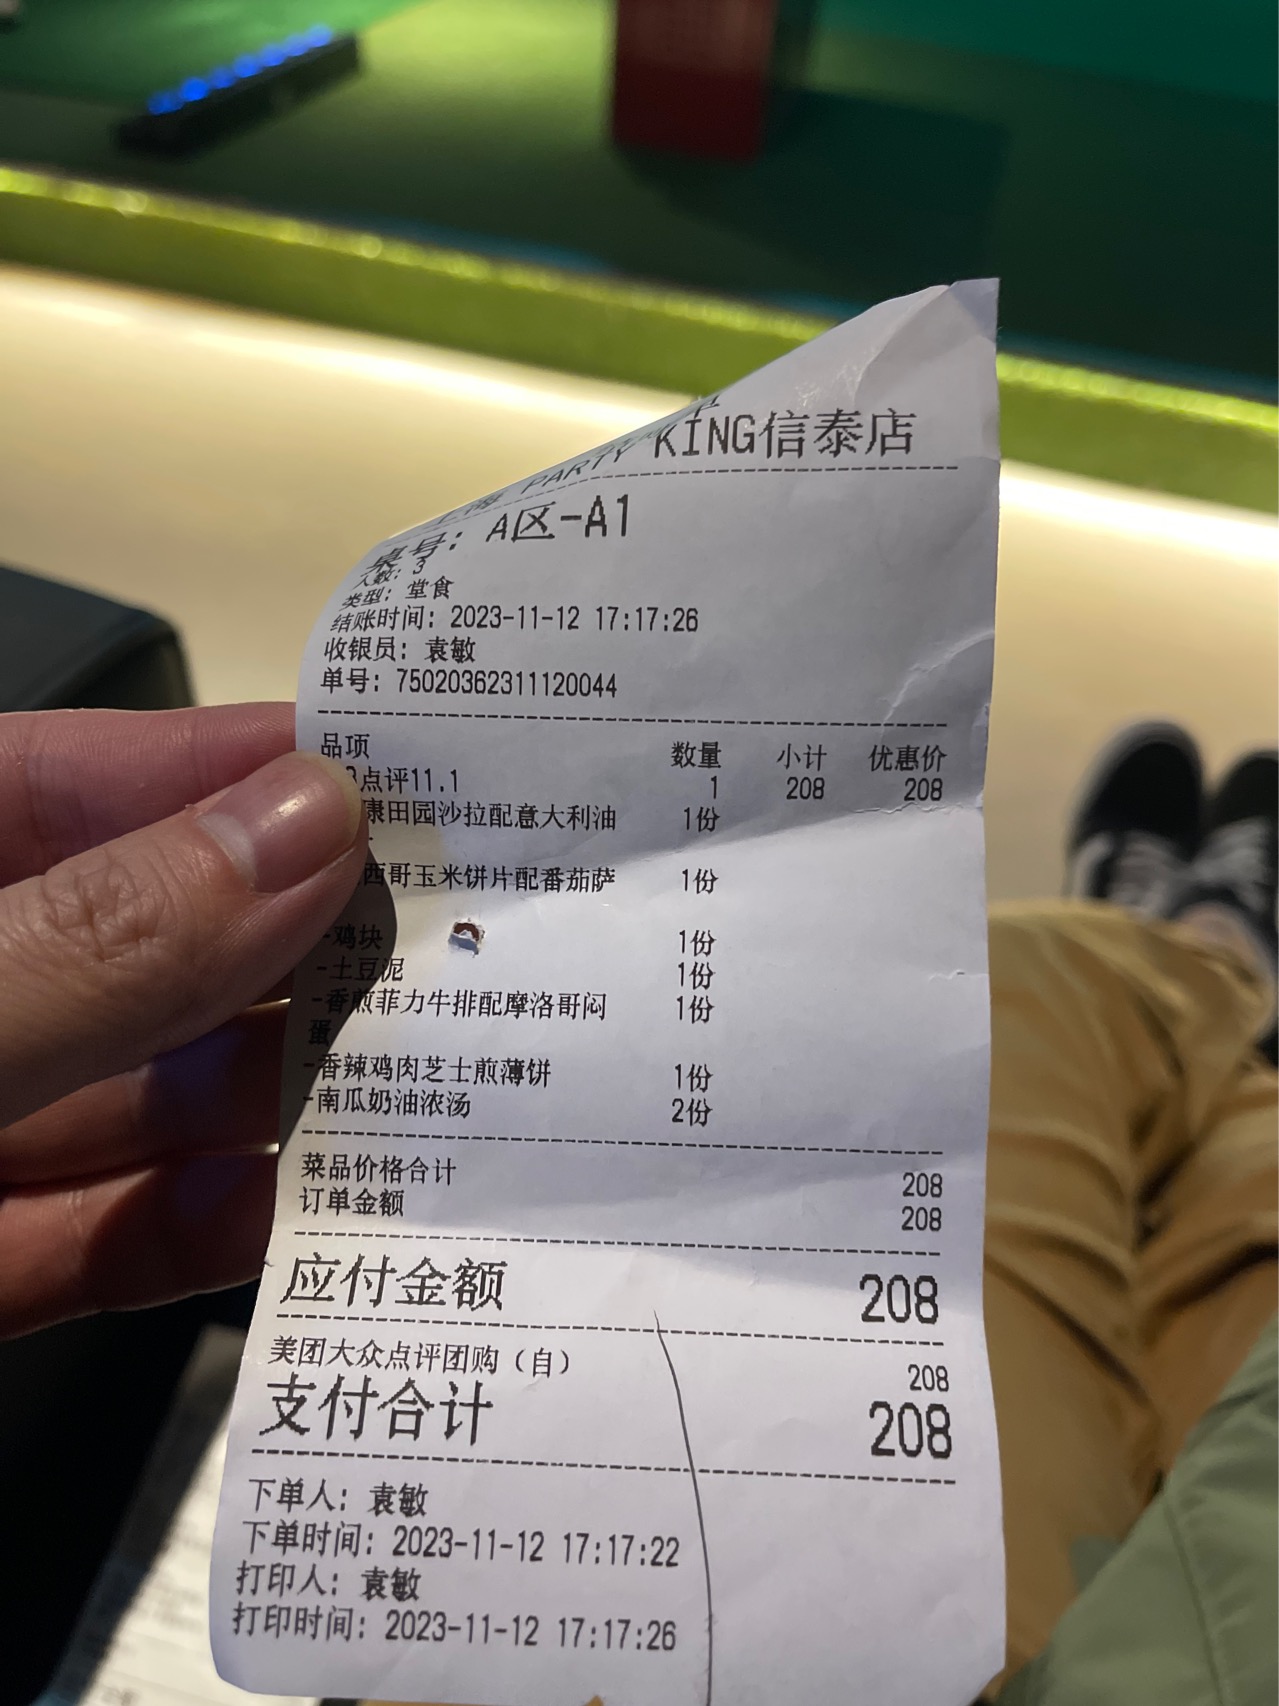 PARTY KING信泰店
桌号: A区-A1
人数: 3
类型: 堂食
结账时间: 2023-11-12 17:17:26
收银员: 袁敏
单号: 75020362311120044
品项 数量 小计 优惠价
3点评11.1 1 208 208
康田园沙拉配意大利油 1份
西哥玉米饼片配番茄萨 1份
-鸡块 1份
-土豆泥 1份
-香煎菲力牛排配摩洛哥闷 1份
蛋
-香辣鸡肉芝士煎薄饼 1份
-南瓜奶油浓汤 2份
菜品价格合计 208
订单金额 208
应付金额 208
美团大众点评团购(自) 208
支付合计 208
下单人: 袁敏
下单时间: 2023-11-12 17:17:22
打印人: 袁敏
打印时间: 2023-11-12 17:17:26